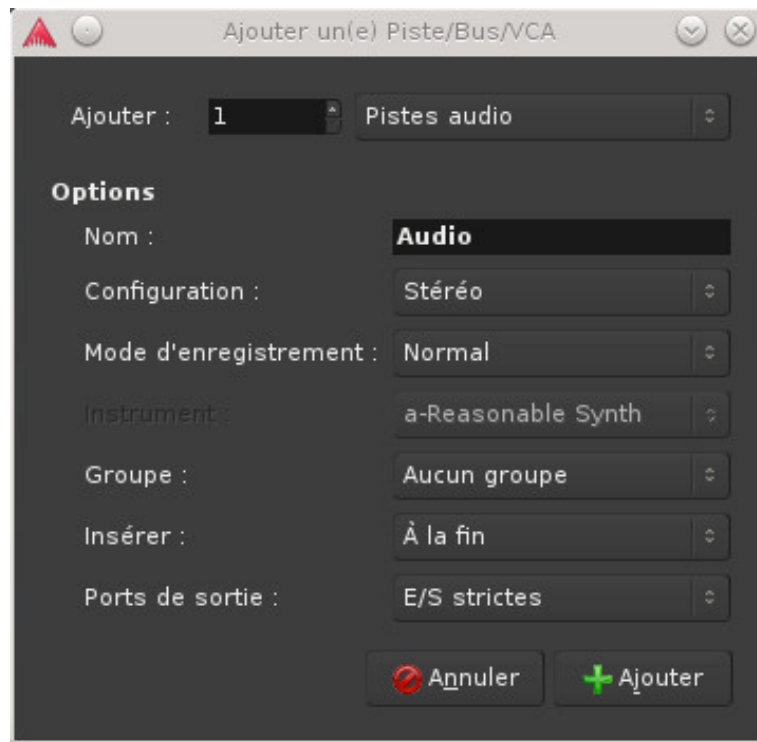 Ajouter un(e) Piste/Bus/VCA
Ajouter : 1 Pistes audio
Options
Nom : Audio
Configuration : Stéréo
Mode d'enregistrement : Normal
Instrument : a-Reasonable Synth
Groupe : Aucun groupe
Insérer : À la fin
Ports de sortie : E/S strictes
Annuler Ajouter